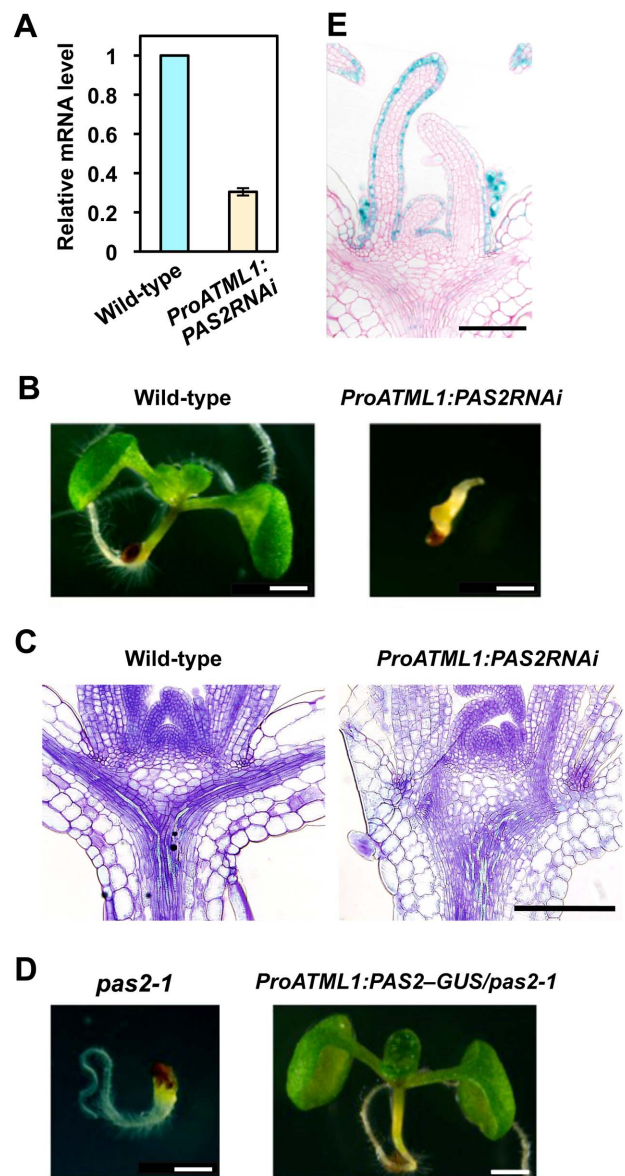 A
Relative mRNA level
1
0.8
0.6
0.4
0.2
0
Wild-type
ProATML1:
PAS2RNAi
E
B
Wild-type
ProATML1:PAS2RNAi
C
Wild-type
ProATML1:PAS2RNAi
D
pas2-1
ProATML1:PAS2–GUS/pas2-1